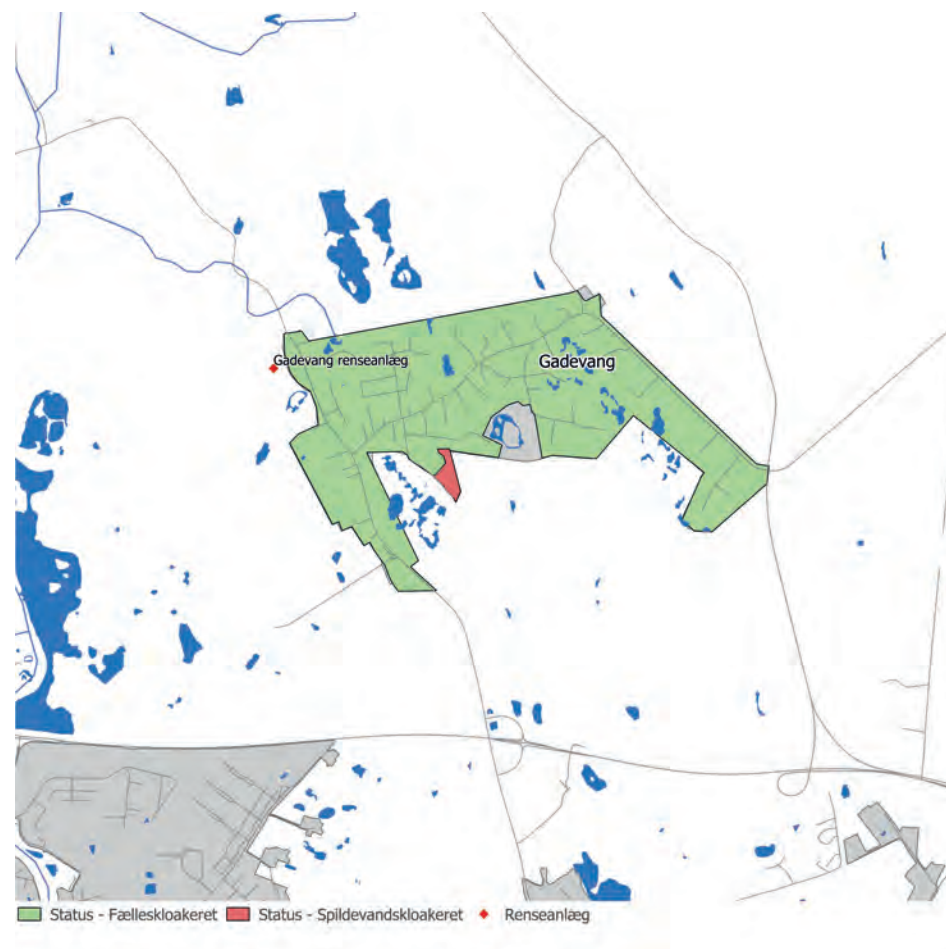 Gadevang renseanlæg
Gadevang
Status - Fælleskloakeret
Status - Spildevandskloakeret
Renseanlæg